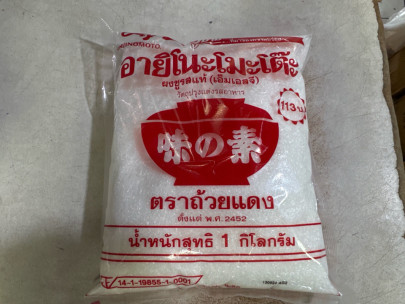 AJINOMOTO
อายิโนะโมะโต๊ะ
ผงชูรสแท้ (เอ็มเอสจี)
วัตถุปรุงแต่งรสอาหาร
113 ปี
味の素
ตราถ้วยแดง
ตั้งแต่ พ.ศ. 2452
น้ำหนักสุทธิ 1 กิโลกรัม
14-1-19855-1-0001